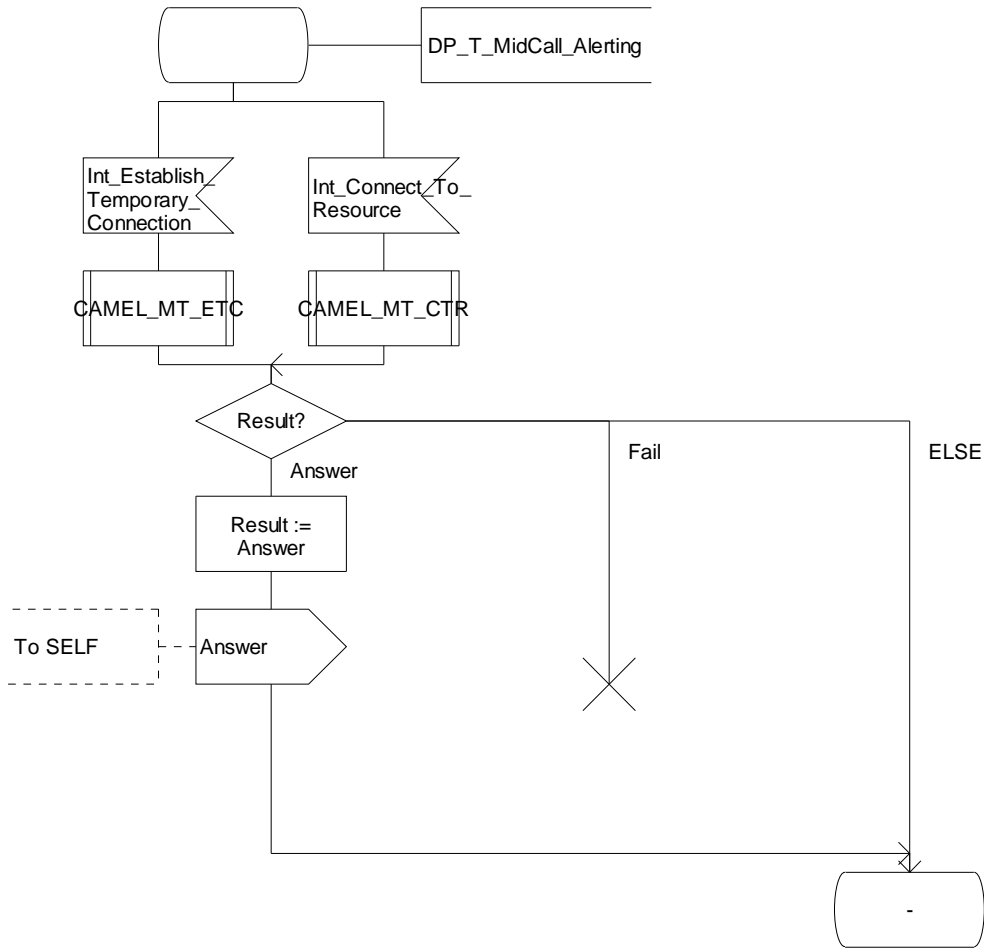 DP_T_MidCall_Alerting
Int_Establish_
Temporary_
Connection
Int_Connect_To_
Resource
CAMEL_MT_ETC
CAMEL_MT_CTR
Result?
Fail
ELSE
Answer
Result :=
Answer
To SELF
Answer
-